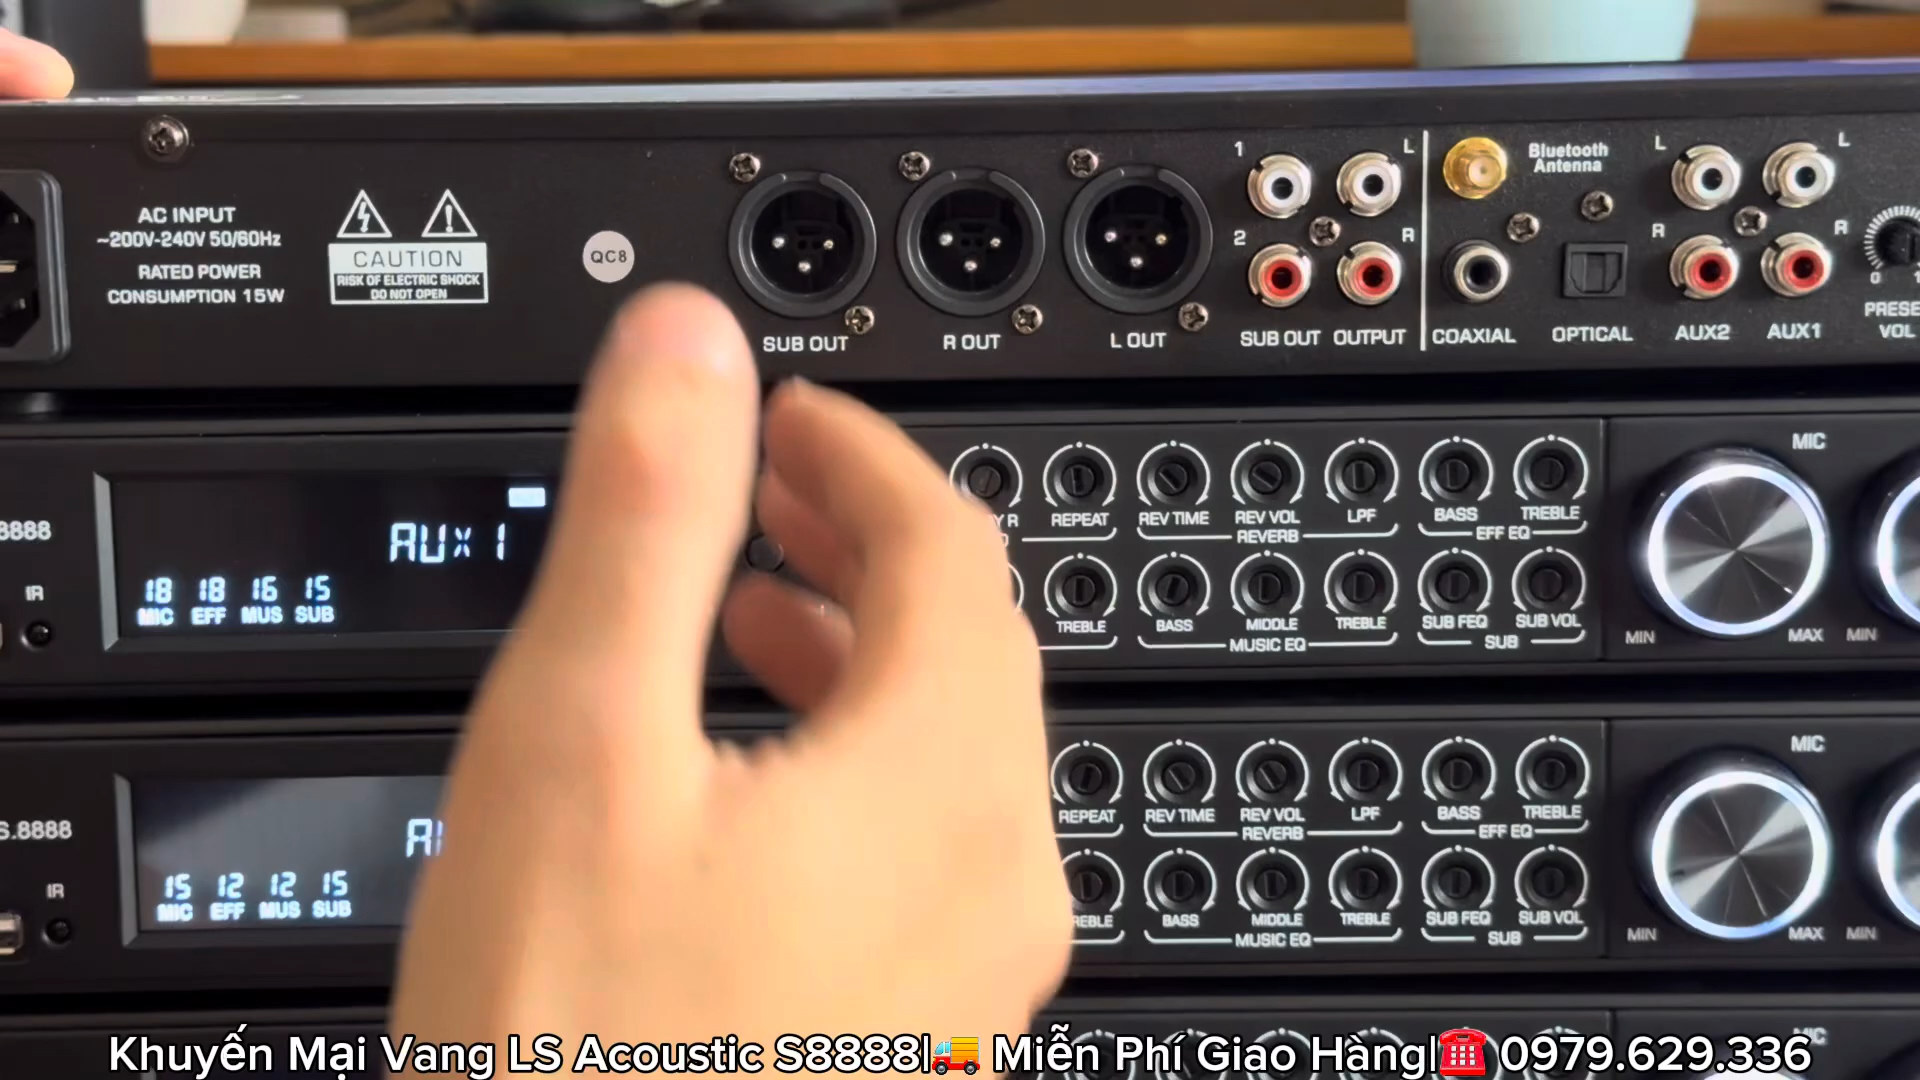 AC INPUT
~200V-240V 50/60Hz
RATED POWER
CONSUMPTION 15W
CAUTION
RISK OF ELECTRIC SHOCK
DO NOT OPEN
QC8
SUB OUT
R OUT
L OUT
1
2
L
R
SUB OUT
OUTPUT
Bluetooth
Antenna
COAXIAL
OPTICAL
L
R
AUX2
AUX1
L
R
0
VOL
8888
IR
AUX 1
18 18 16 15
MIC EFF MUS SUB
REPEAT
REV TIME REV VOL LPF
REVERB
BASS TREBLE
EFF EQ
TREBLE
BASS MIDDLE TREBLE
MUSIC EQ
SUB FEQ SUB VOL
SUB
MIC
MIN MAX MIN
S.8888
IR
15 12 12 15
MIC EFF MUS SUB
REPEAT
REV TIME REV VOL LPF
REVERB
BASS TREBLE
EFF EQ
BASS MIDDLE TREBLE
MUSIC EQ
SUB FEQ SUB VOL
SUB
MIC
MIN MAX MIN
MIC
Khuyến Mại Vang LS Acoustic S8888|🚚 Miễn Phí Giao Hàng|☎️0979.629.336